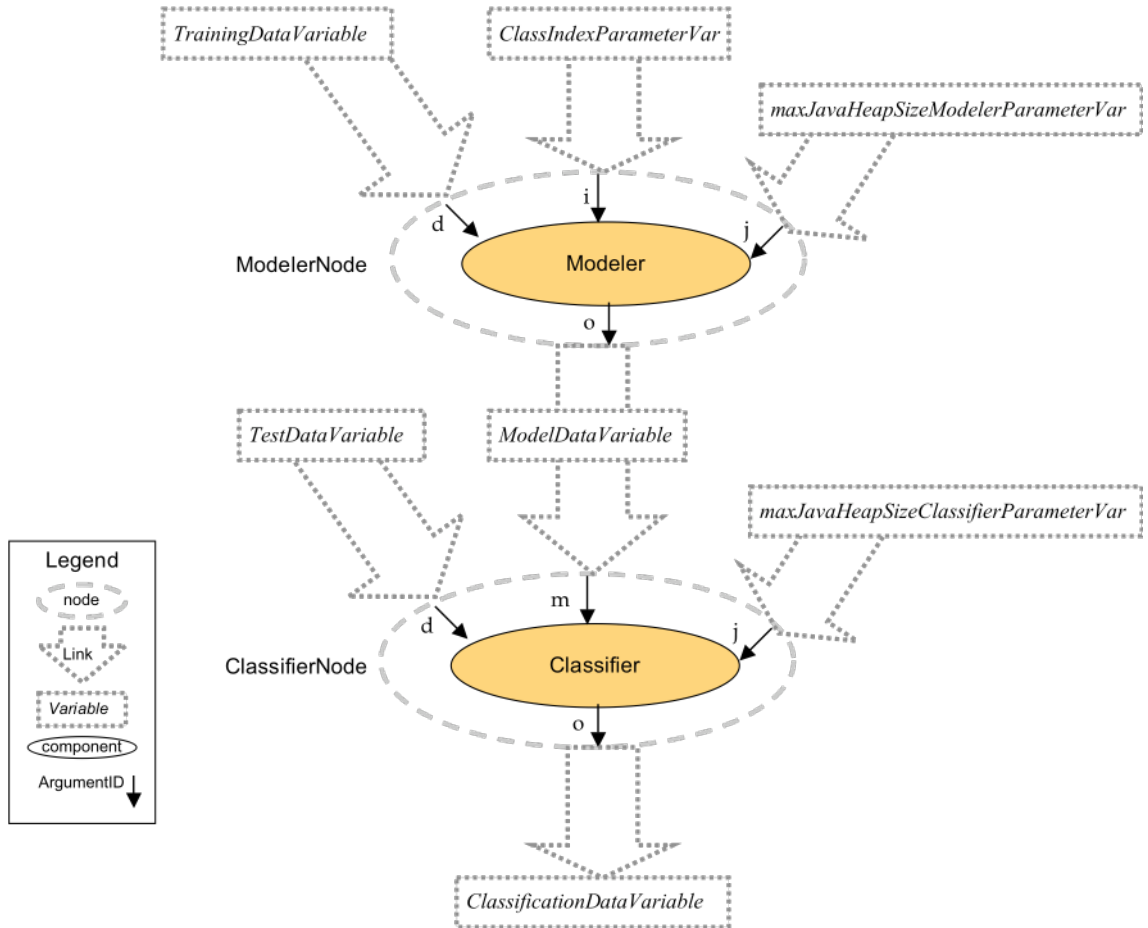 TrainingDataVariable
ClassIndexParameterVar
maxJavaHeapSizeModelerParameterVar
i
d
j
ModelerNode
Modeler
o
TestDataVariable
ModelDataVariable
maxJavaHeapSizeClassifierParameterVar
Legend
node
Link
Variable
component
ArgumentID
m
d
j
ClassifierNode
Classifier
o
ClassificationDataVariable